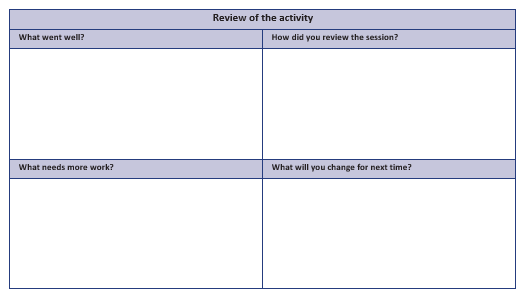 Review of the activity
What went well?
How did you review the session?
What needs more work?
What will you change for next time?